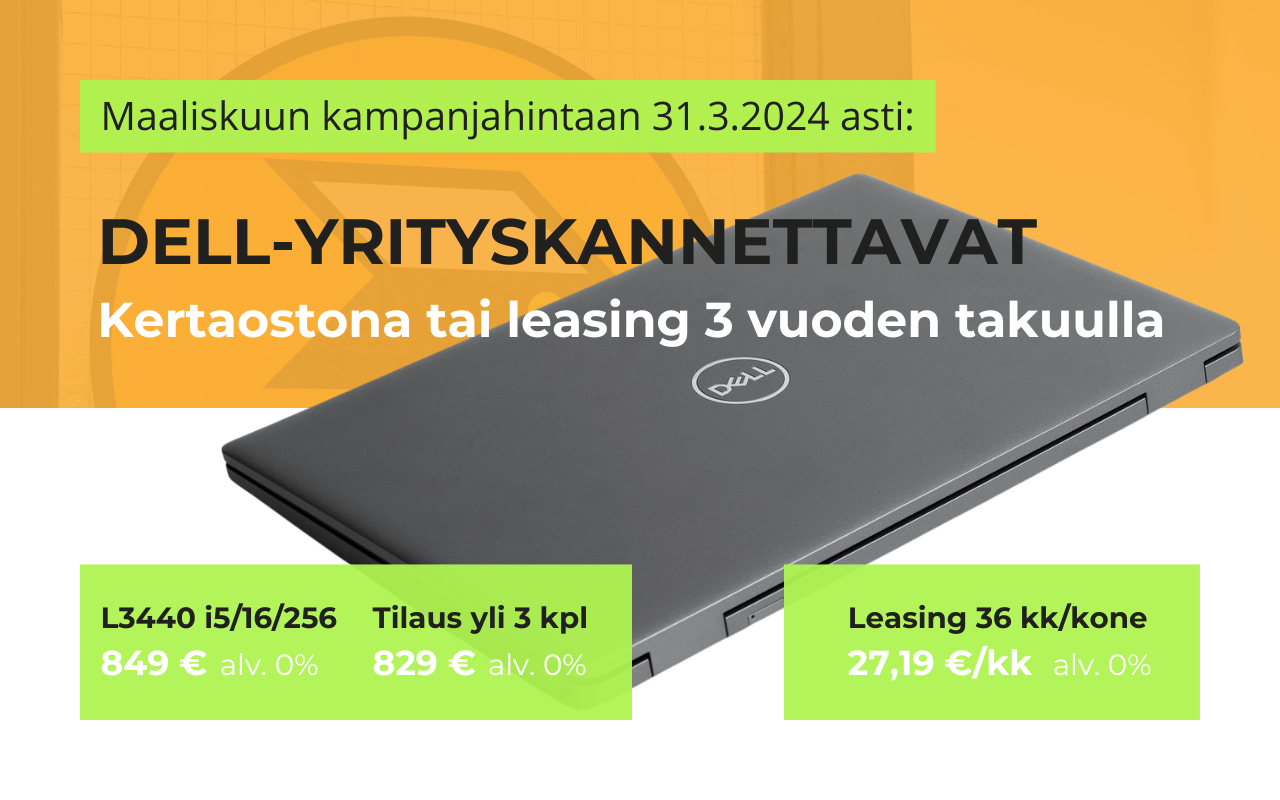 Maaliskuun kampanjahintaan 31.3.2024 asti:
DELL-YRITYSKANNETTAVAT
Kertaostona tai leasing 3 vuoden takuulla
DELL
L3440 i5/16/256
849 € alv. 0%
Tilaus yli 3 kpl
829 € alv. 0%
Leasing 36 kk/kone
27,19 €/kk alv. 0%